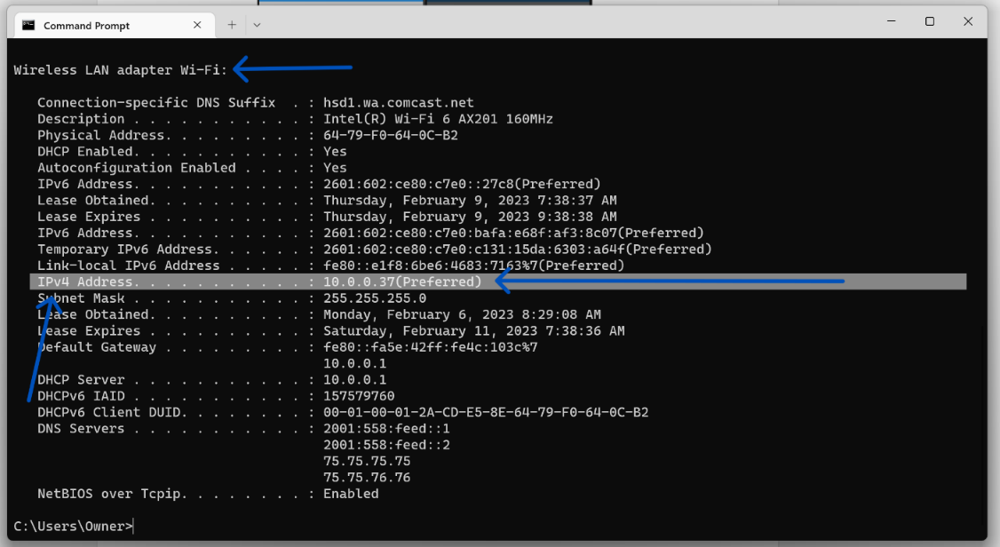 Command Prompt
Wireless LAN adapter Wi-Fi:
Connection-specific DNS Suffix  . : hsd1.wa.comcast.net
Description . . . . . . . . . . . : Intel(R) Wi-Fi 6 AX201 160MHz
Physical Address. . . . . . . . . : 64-79-F0-64-0C-B2
DHCP Enabled. . . . . . . . . . . : Yes
Autoconfiguration Enabled . . . . : Yes
IPv6 Address. . . . . . . . . . . : 2601:602:ce80:c7e0::27c8(Preferred)
Lease Obtained. . . . . . . . . . : Thursday, February 9, 2023 7:38:37 AM
Lease Expires . . . . . . . . . . : Thursday, February 9, 2023 9:38:38 AM
IPv6 Address. . . . . . . . . . . : 2601:602:ce80:c7e0:bafa:e68f:af3:8c07(Preferred)
Temporary IPv6 Address. . . . . . : 2601:602:ce80:c7e0:c131:15da:6303:a64f(Preferred)
Link-local IPv6 Address . . . . . : fe80::e1f8:6be6:4683:7163%7(Preferred)
IPv4 Address. . . . . . . . . . . : 10.0.0.37(Preferred)
Subnet Mask . . . . . . . . . . . : 255.255.255.0
Lease Obtained. . . . . . . . . . : Monday, February 6, 2023 8:29:08 AM
Lease Expires . . . . . . . . . . : Saturday, February 11, 2023 7:38:36 AM
Default Gateway . . . . . . . . . : fe80::fa5e:42ff:fe4c:103c%7
10.0.0.1
DHCP Server . . . . . . . . . . . : 10.0.0.1
DHCPv6 IAID . . . . . . . . . . . : 157579760
DHCPv6 Client DUID. . . . . . . . : 00-01-00-01-2A-CD-E5-8E-64-79-F0-64-0C-B2
DNS Servers . . . . . . . . . . . : 2001:558:feed::1
2001:558:feed::2
75.75.75.75
75.75.76.76
NetBIOS over Tcpip. . . . . . . . : Enabled
C:\Users\Owner>